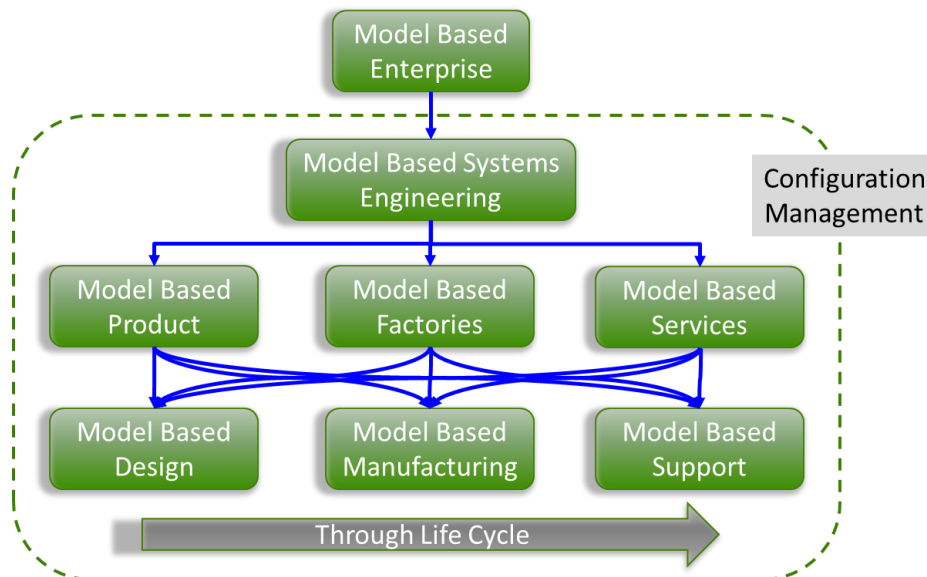 Model Based
Enterprise
Model Based Systems
Engineering
Configuration
Management
Model Based
Product
Model Based
Factories
Model Based
Services
Model Based
Design
Model Based
Manufacturing
Model Based
Support
Through Life Cycle